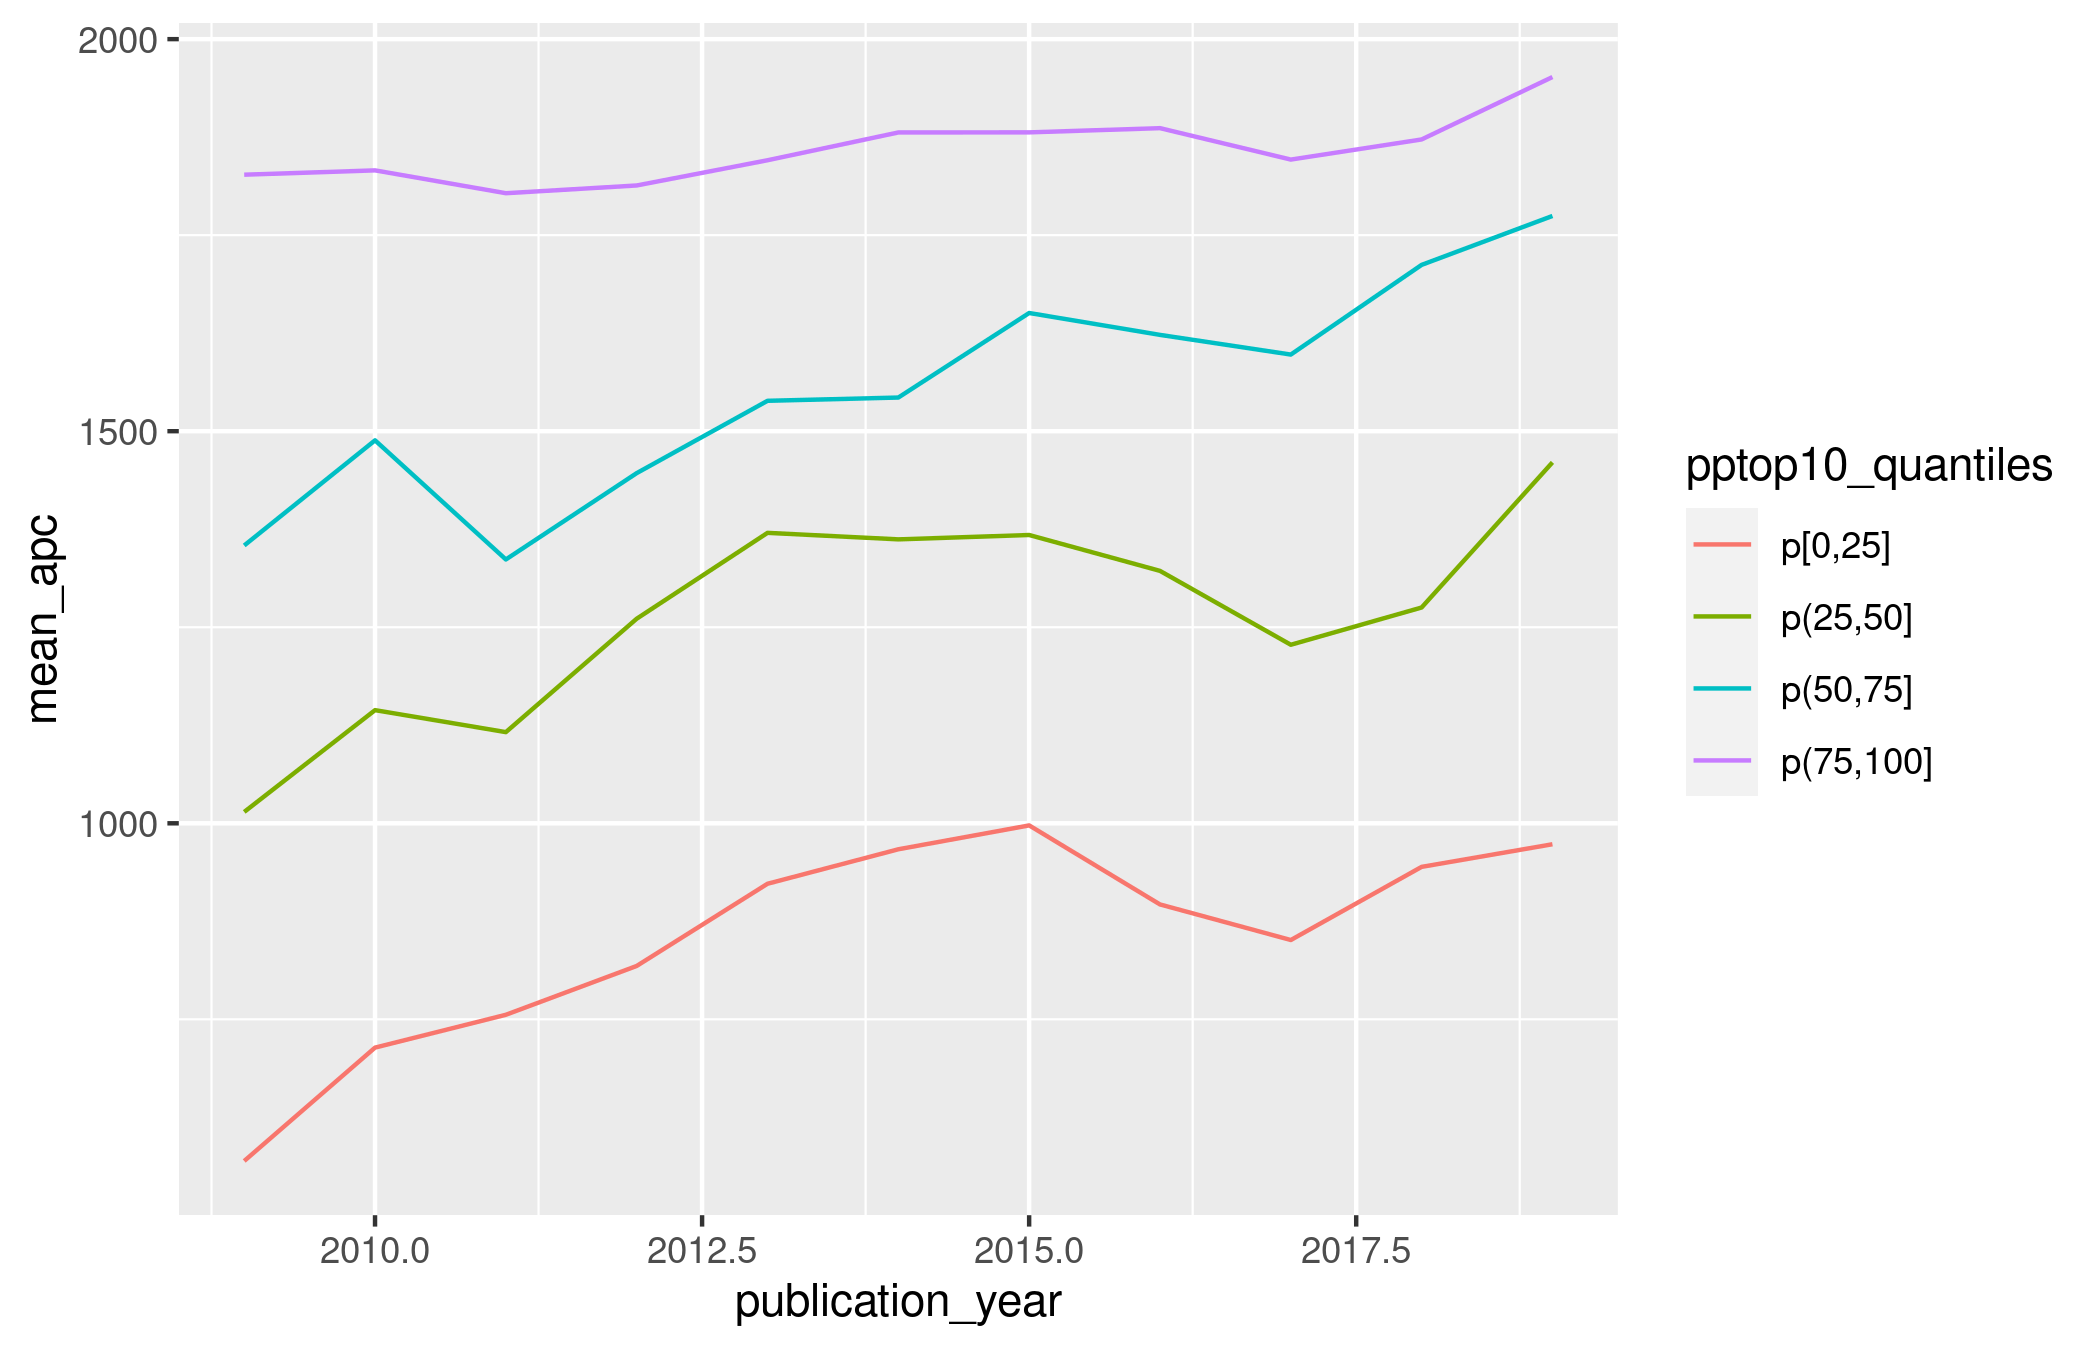 2000
1500
1000
mean_apc
2010.0
2012.5
2015.0
2017.5
publication_year
pptop10_quantiles
p[0,25]
p(25,50]
p(50,75]
p(75,100]